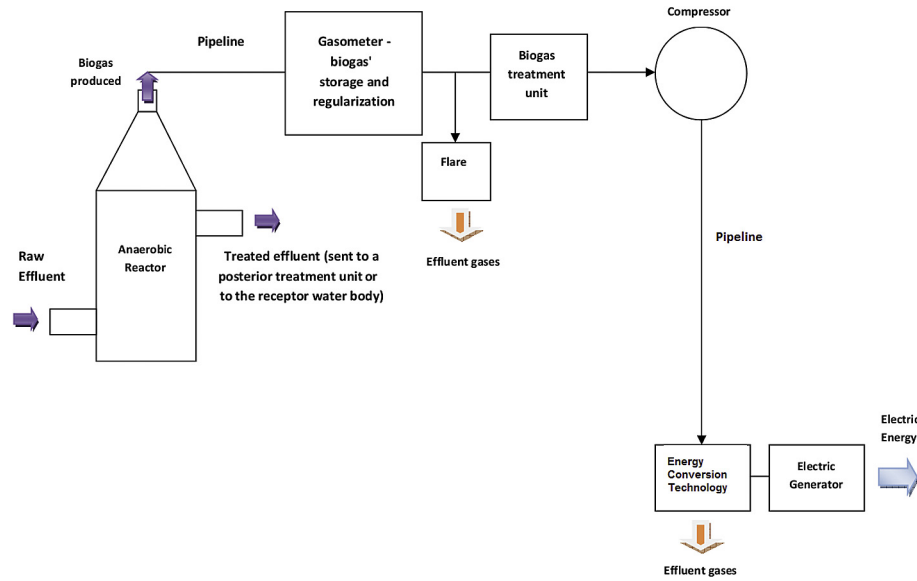 Compressor
Pipeline
Gasometer -
biogas'
storage and
regularization
Biogas
produced
Biogas
treatment
unit
Flare
Effluent gases
Anaerobic
Reactor
Raw
Effluent
Treated effluent (sent to a
posterior treatment unit or
to the receptor water body)
Pipeline
Energy
Conversion
Technology
Electric
Generator
Electric
Energy
Effluent gases